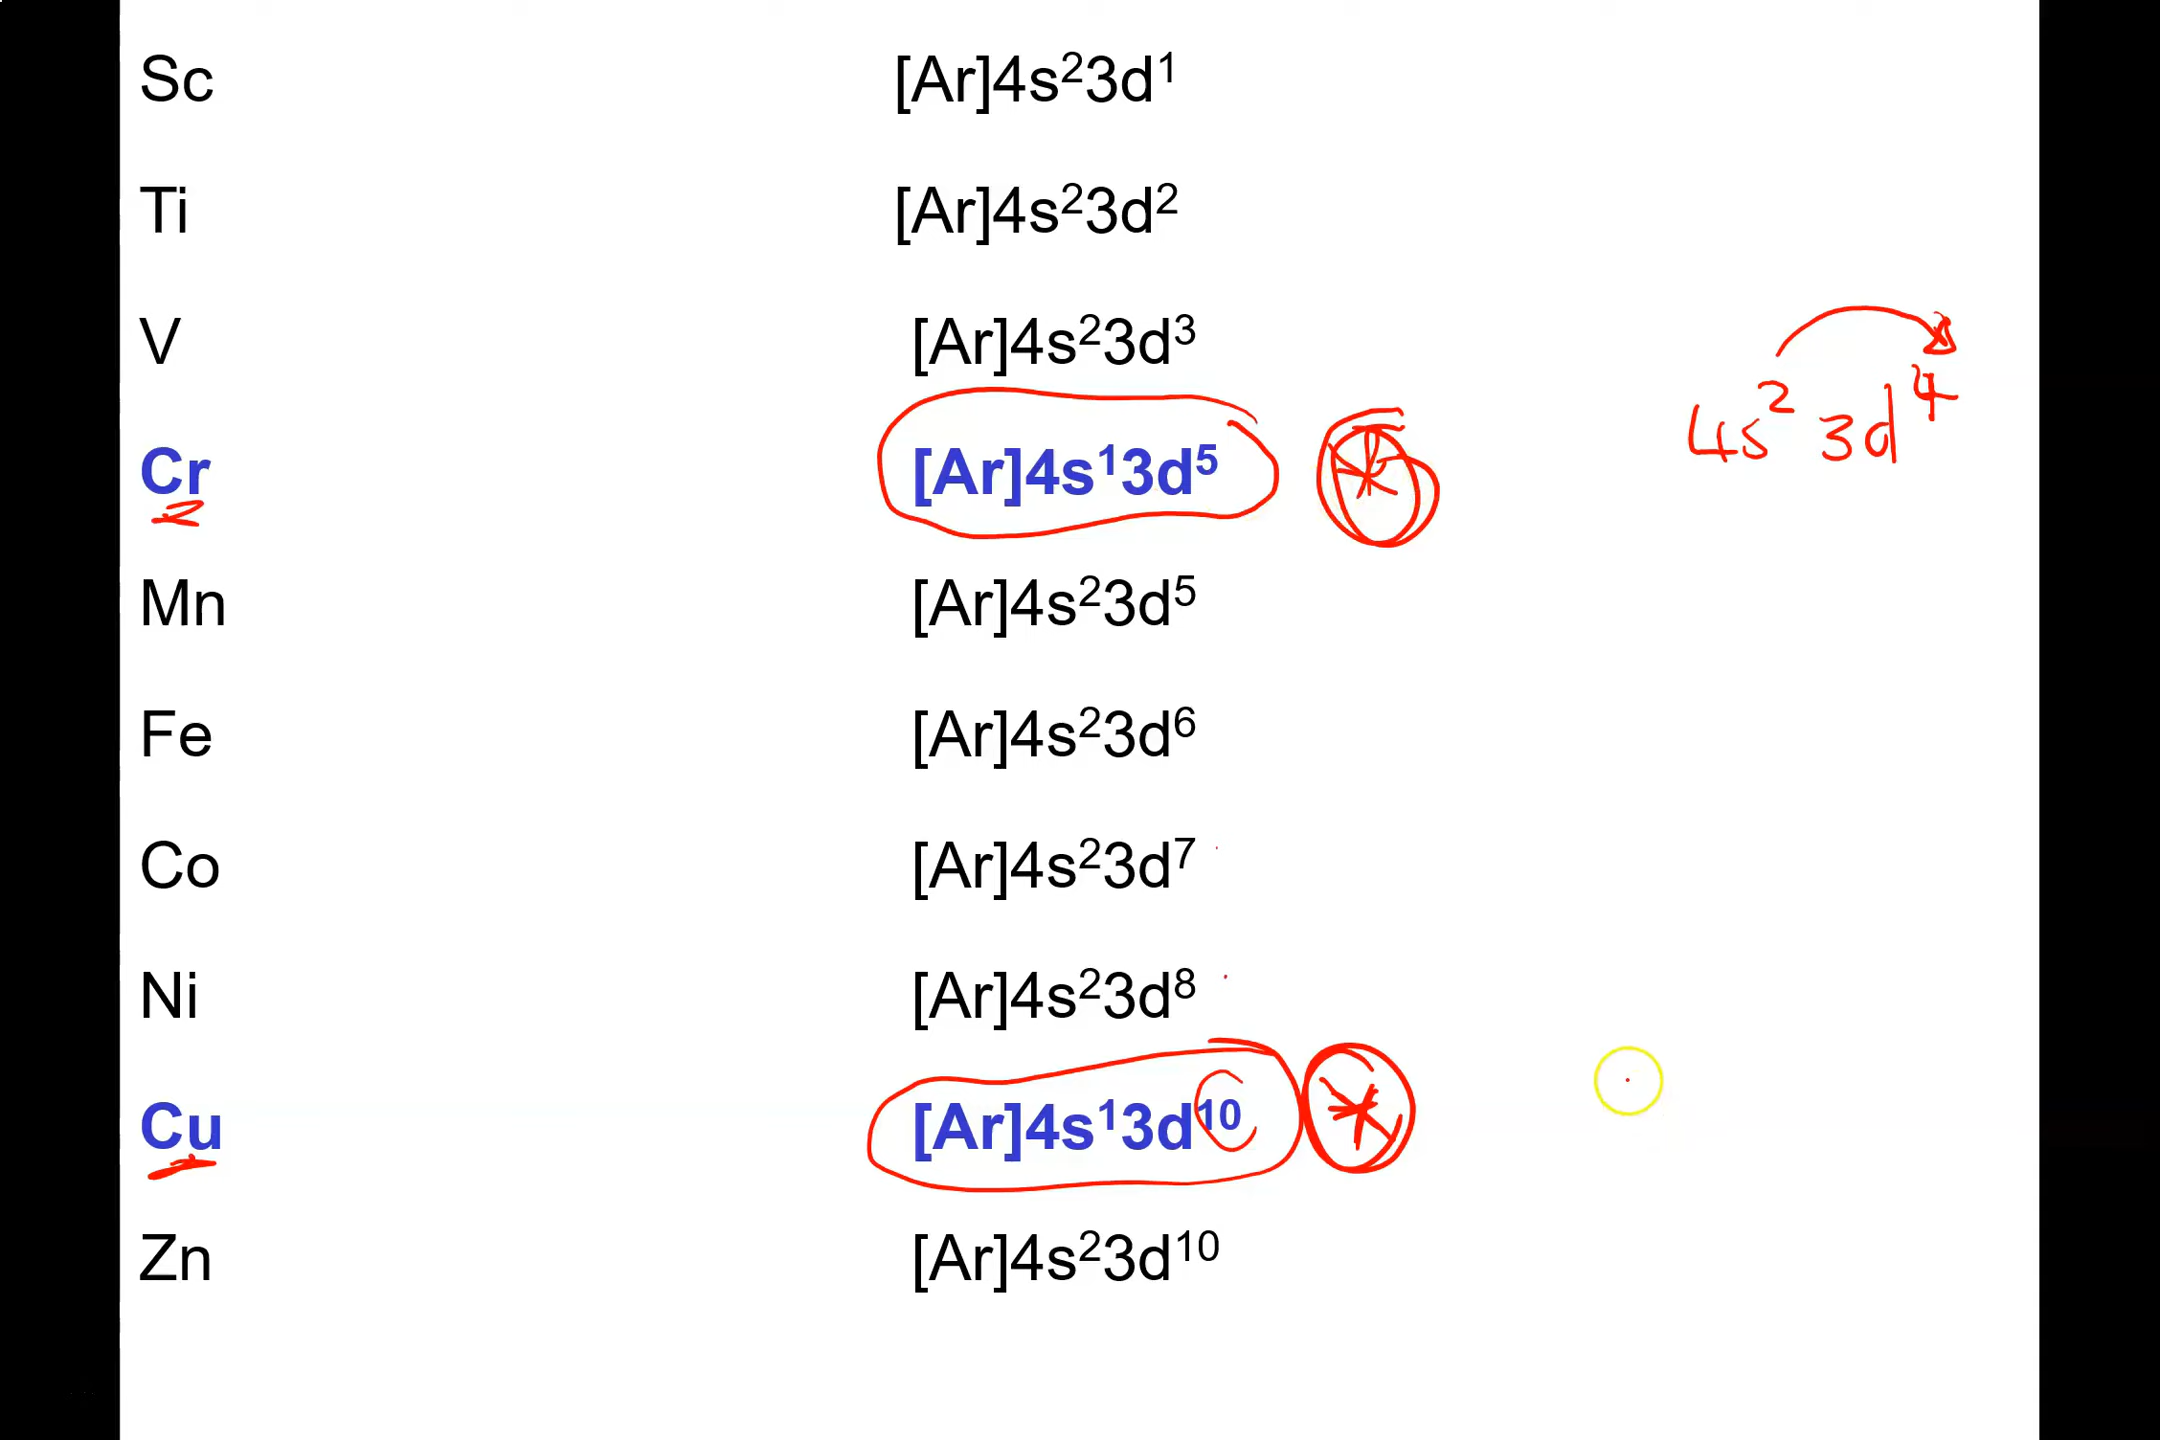 Sc [Ar]4s²3d¹
Ti [Ar]4s²3d²
V [Ar]4s²3d³
4s² 3d⁴
Cr [Ar]4s¹3d⁵
Mn [Ar]4s²3d⁵
Fe [Ar]4s²3d⁶
Co [Ar]4s²3d⁷
Ni [Ar]4s²3d⁸
Cu [Ar]4s¹3d¹⁰
Zn [Ar]4s²3d¹⁰